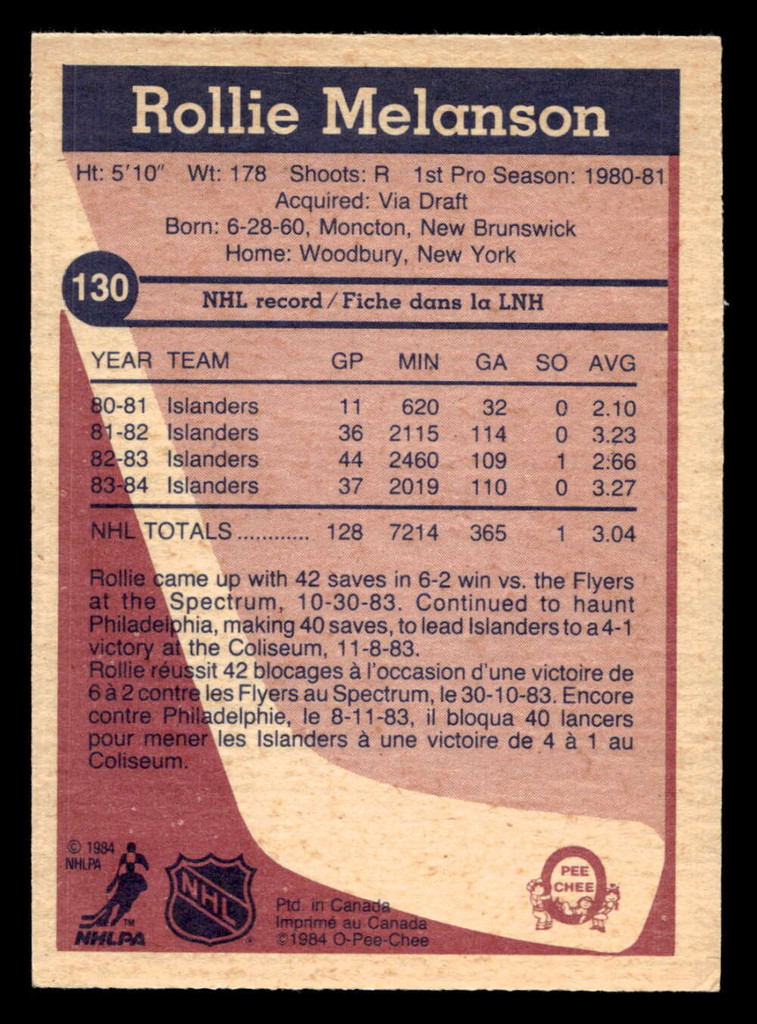 Rollie Melanson
Ht: 5'10" Wt: 178 Shoots: R 1st Pro Season: 1980-81
Acquired: Via Draft
Born: 6-28-60, Moncton, New Brunswick
Home: Woodbury, New York
130
NHL record / Fiche dans la LNH
YEAR TEAM GP MIN GA SO AVG
80-81 Islanders 11 620 32 0 2.10
81-82 Islanders 36 2115 114 0 3.23
82-83 Islanders 44 2460 109 1 2.66
83-84 Islanders 37 2019 110 0 3.27
NHL TOTALS ............ 128 7214 365 1 3.04
Rollie came up with 42 saves in 6-2 win vs. the Flyers
at the Spectrum, 10-30-83. Continued to haunt
Philadelphia, making 40 saves, to lead Islanders to a 4-1
victory at the Coliseum, 11-8-83.
Rollie réussit 42 blocages à l'occasion d'une victoire de
6 à 2 contre les Flyers au Spectrum, le 30-10-83. Encore
contre Philadelphie, le 8-11-83, il bloqua 40 lancers
pour mener les Islanders à une victoire de 4 à 1 au
Coliseum.
© 1984
NHLPA
TM
NHLPA
NHL
Ptd. in Canada
Imprimé au Canada
©1984 O-Pee-Chee
PEE
CHEE